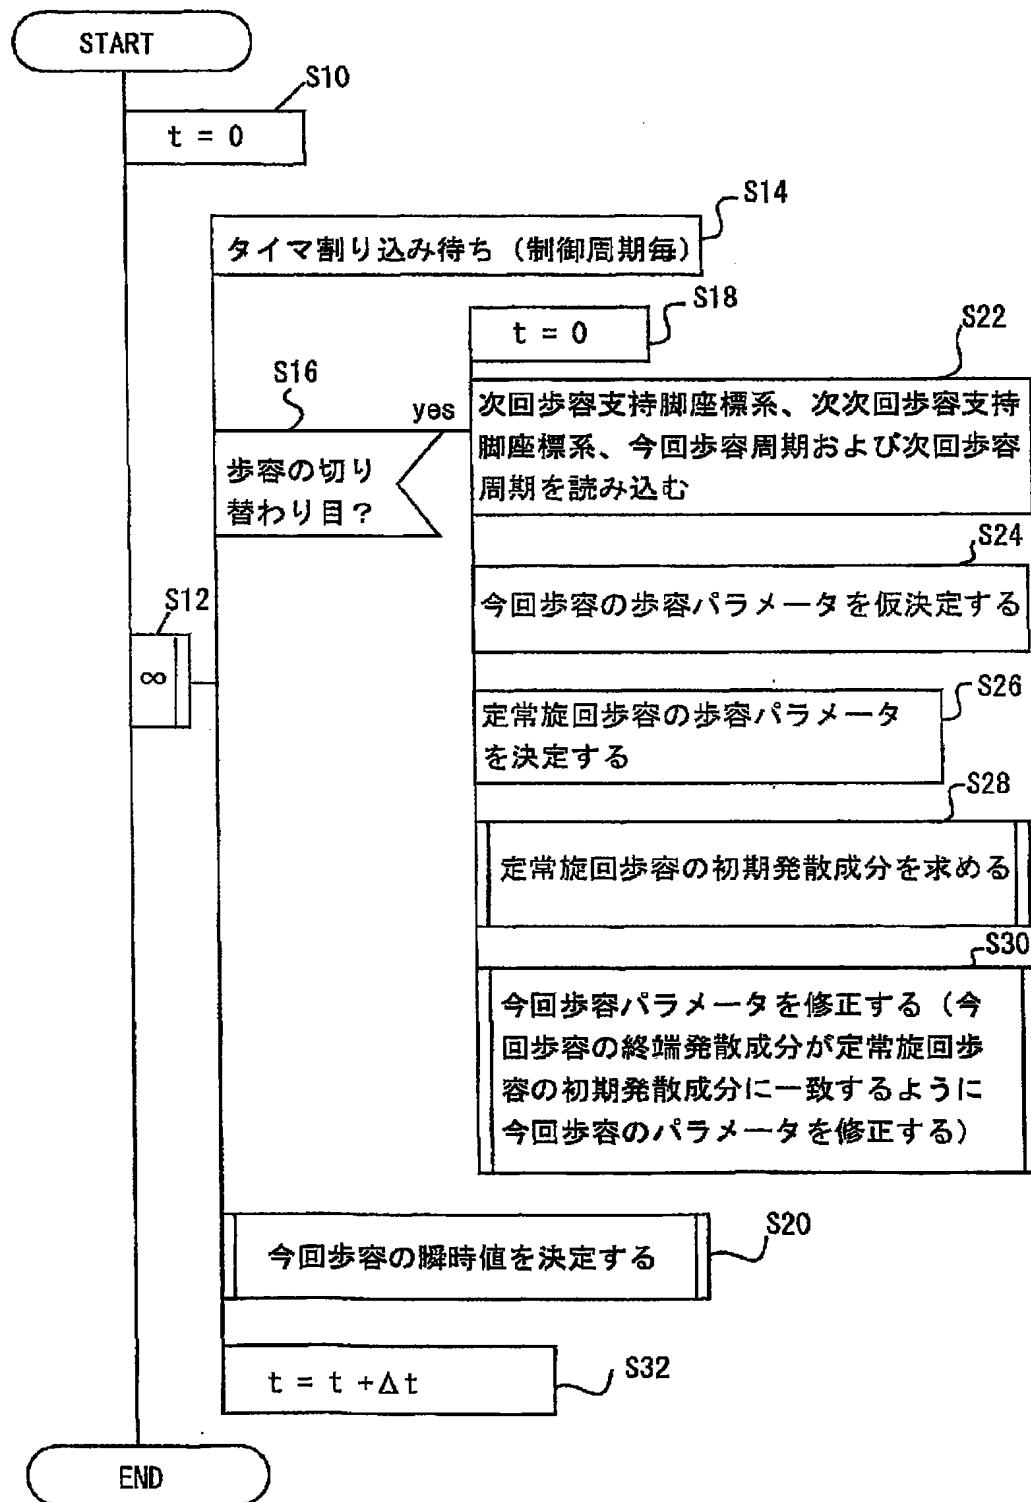 START
S10
t = 0
S14
タイマ割り込み待ち（制御周期毎）
S18
t = 0
S22
次回歩容支持脚座標系、次次回歩容支持
脚座標系、今回歩容周期および次回歩容
周期を読み込む
S16
yes
歩容の切り
替わり目？
S24
今回歩容の歩容パラメータを仮決定する
S12
∞
S26
定常旋回歩容の歩容パラメータ
を決定する
S28
定常旋回歩容の初期発散成分を求める
S30
今回歩容パラメータを修正する（今
回歩容の終端発散成分が定常旋回歩
容の初期発散成分に一致するように
今回歩容のパラメータを修正する）
S20
今回歩容の瞬時値を決定する
S32
t = t +Δt
END